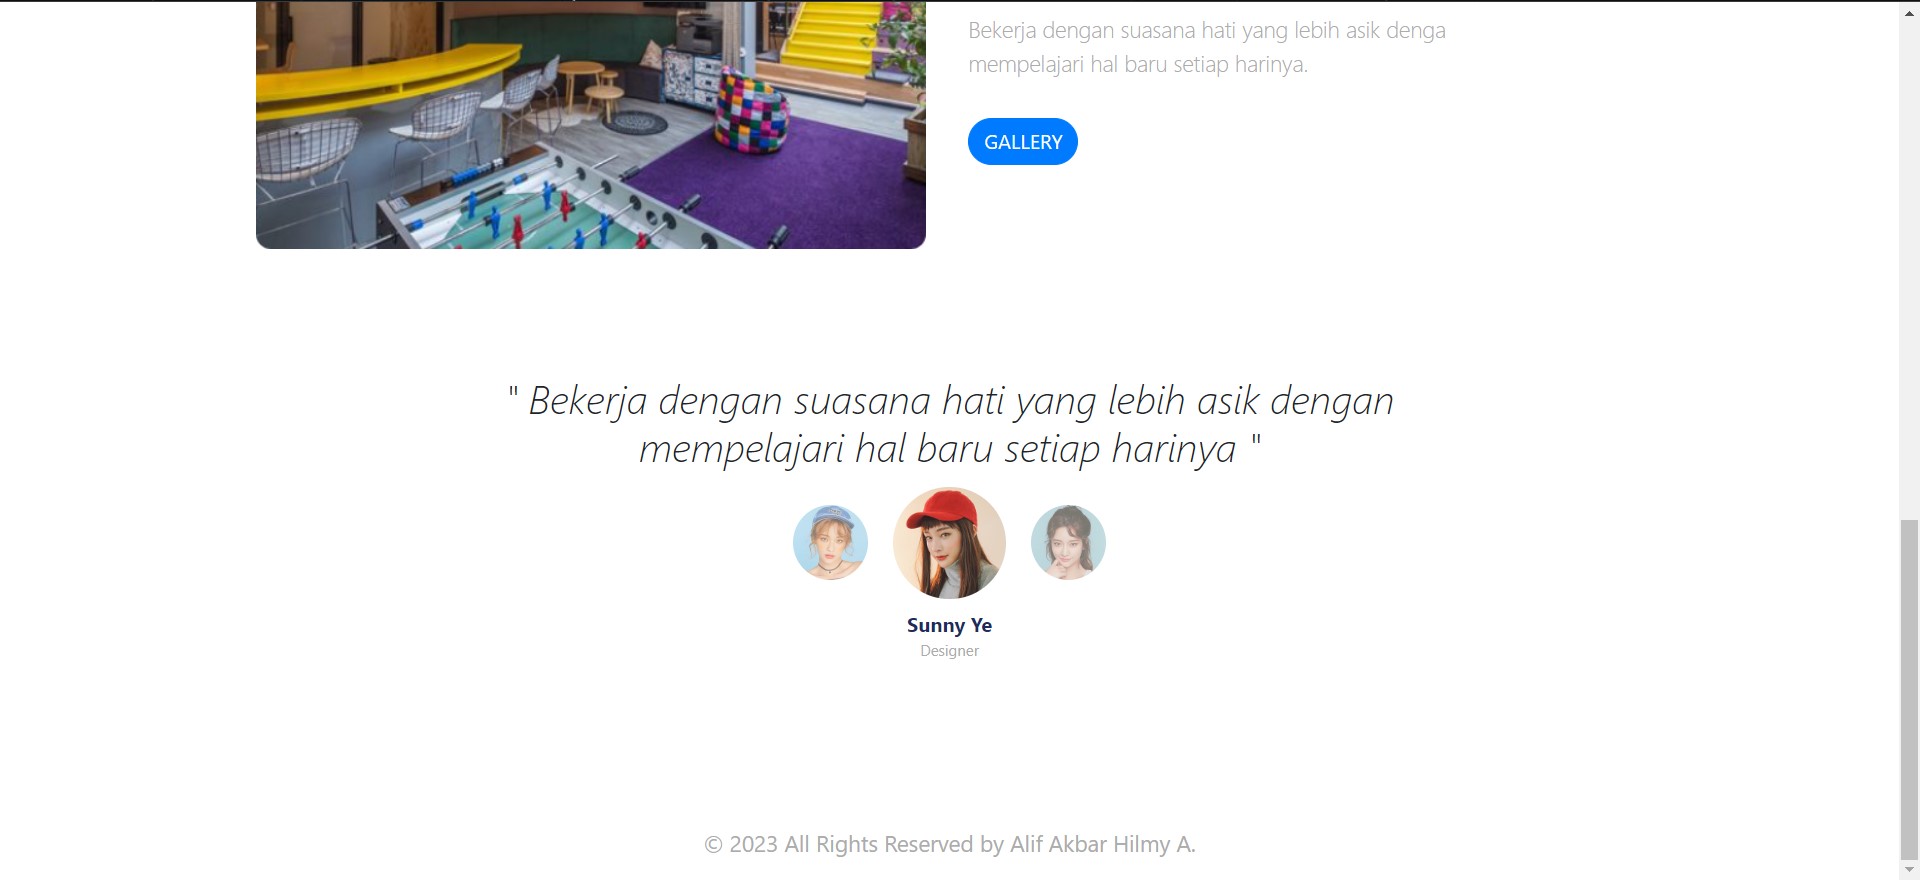 Bekerja dengan suasana hati yang lebih asik denga
mempelajari hal baru setiap harinya.
GALLERY
" Bekerja dengan suasana hati yang lebih asik dengan
mempelajari hal baru setiap harinya "
Sunny Ye
Designer
© 2023 All Rights Reserved by Alif Akbar Hilmy A.